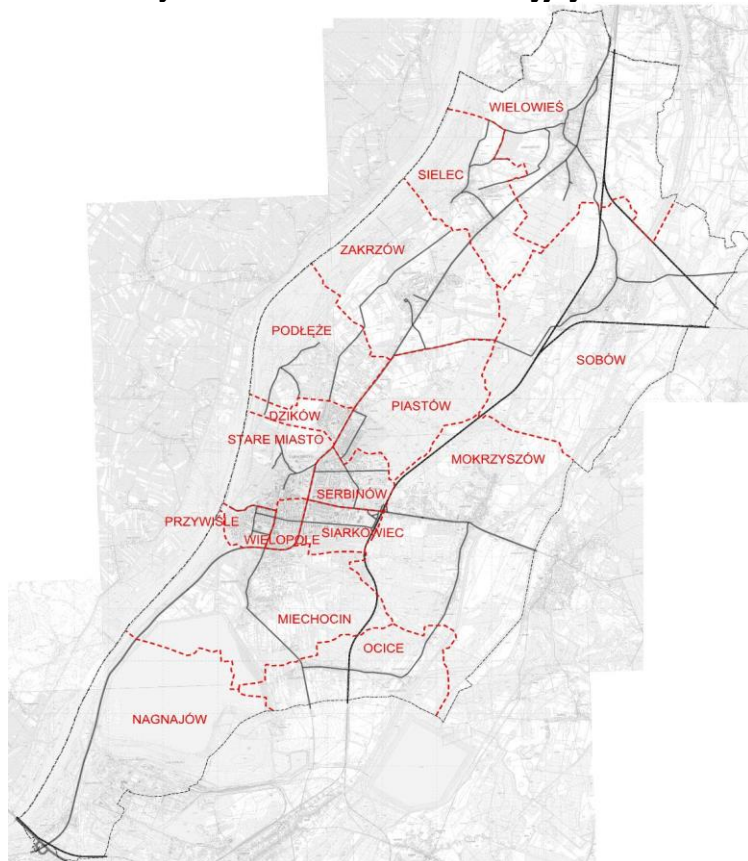 WIELOWIEŚ
SIELEC
ZAKRZÓW
PODŁĘŻE
SOBÓW
DZIKÓW
PIASTÓW
STARE MIASTO
MOKRZYSZÓW
SERBINÓW
PRZYWIŚLE
SIARKOWIEC
WIELOPOLE
MIECHOCIN
OCICE
NAGNAJÓW